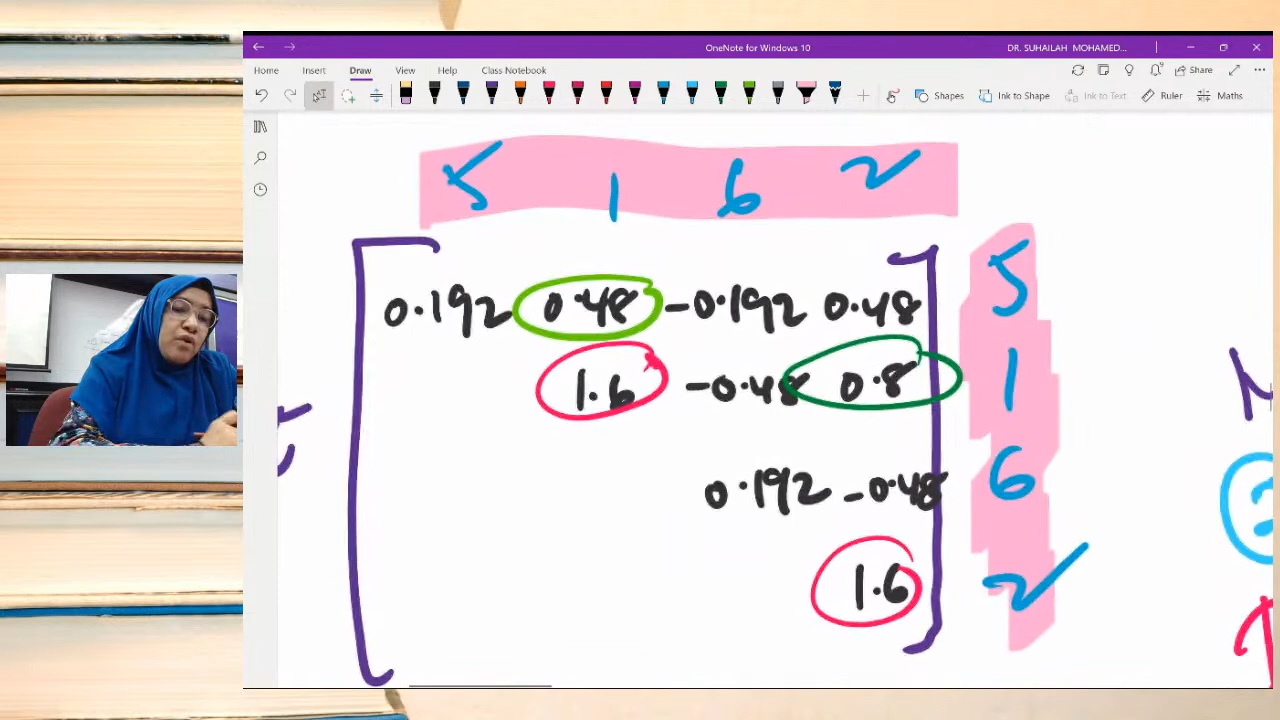 OneNote for Windows 10
DR. SUHAILAH MOHAMED...
Home Insert Draw View Help Class Notebook
Share
Shapes Ink to Shape Ink to Text Ruler Maths
5 1 6 2
0.192 0.48 -0.192 0.48 5
1.6 -0.48 0.8 1
0.192 -0.48 6
1.6 2